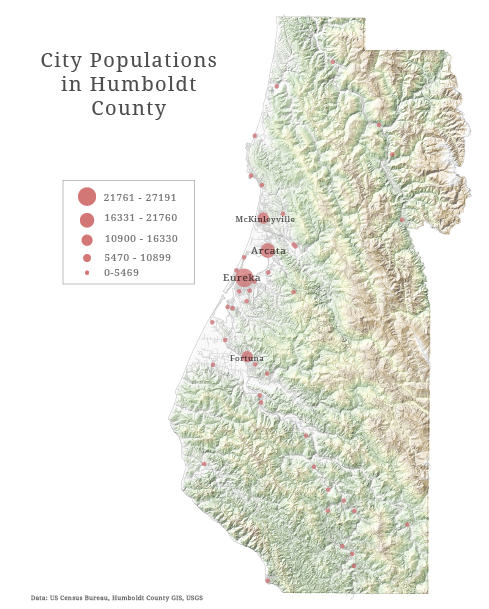 City Populations
in Humboldt
County
21761 - 27191
16331 - 21760
10900 - 16330
5470 - 10899
0-5469
McKinleyville
Arcata
Eureka
Fortuna
Data: US Census Bureau, Humboldt County GIS, USGS